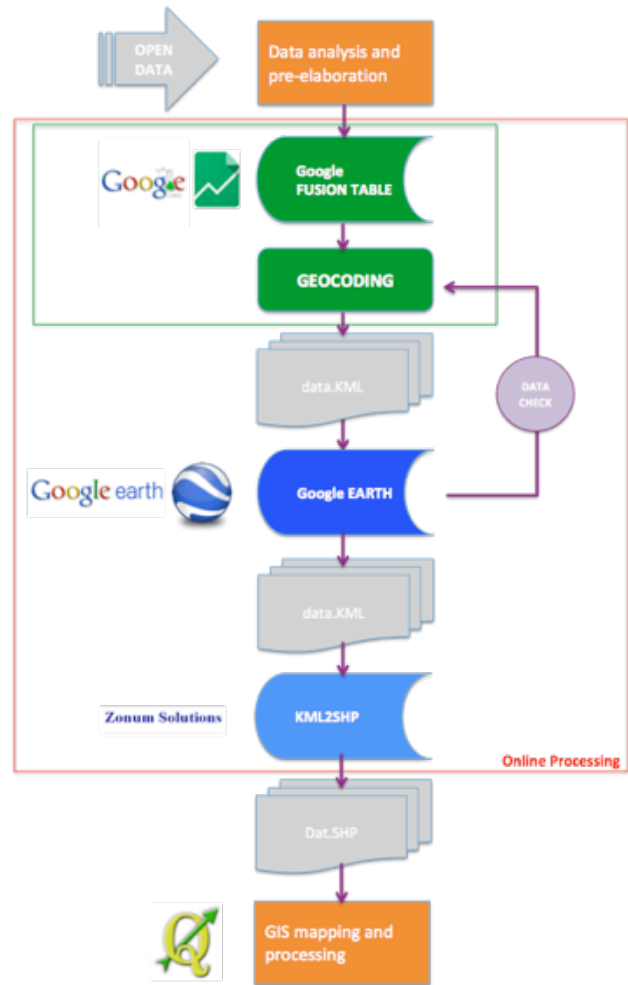 OPEN
DATA
Data analysis and
pre-elaboration
Google
Google
FUSION TABLE
GEOCODING
data.KML
DATA
CHECK
Google earth
Google EARTH
data.KML
Zonum Solutions
KML2SHP
Online Processing
Dat.SHP
Q
GIS mapping and
processing